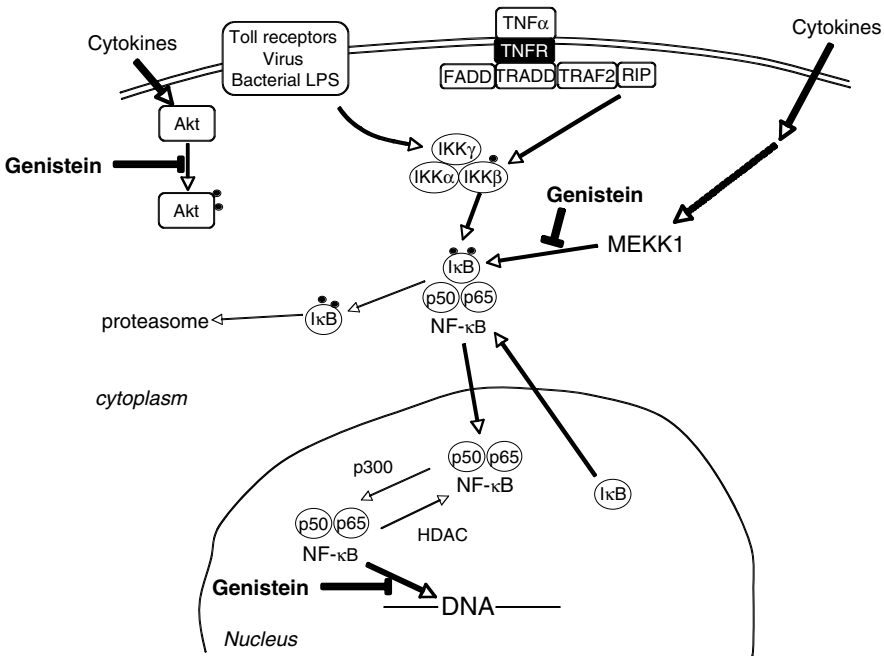 Cytokines
Toll receptors
Virus
Bacterial LPS
TNFα
TNFR
FADD TRADD TRAF2 RIP
Cytokines
Akt
Genistein
Akt
IKKγ
IKKα IKKβ
Genistein
MEKK1
IκB
p50 p65
NF-κB
IκB
proteasome
cytoplasm
p50 p65
NF-κB
p300
IκB
p50 p65
NF-κB
HDAC
Genistein
DNA
Nucleus